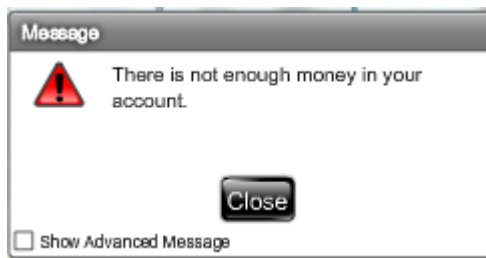 Message
There is not enough money in your
account.
Close
Show Advanced Message